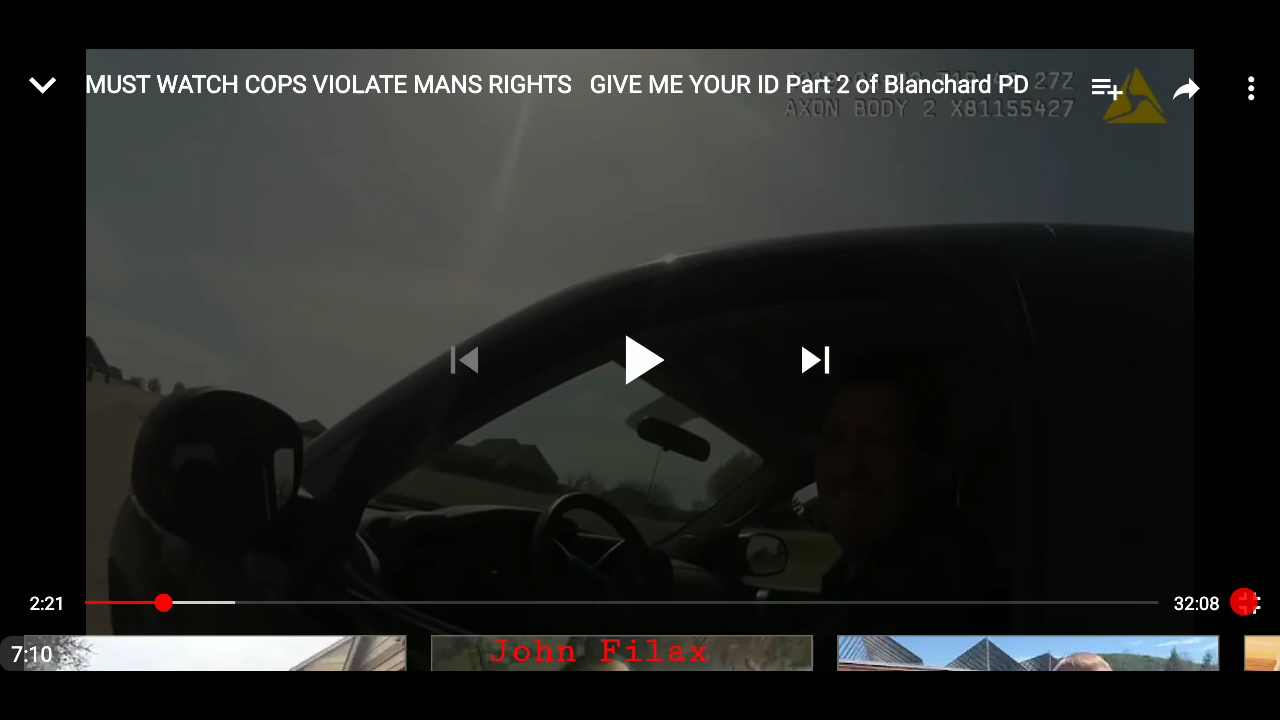 MUST WATCH COPS VIOLATE MANS RIGHTS GIVE ME YOUR ID Part 2 of Blanchard PD
27Z
AXON BODY 2 X81155427
2:21
32:08
7:10
John Filax